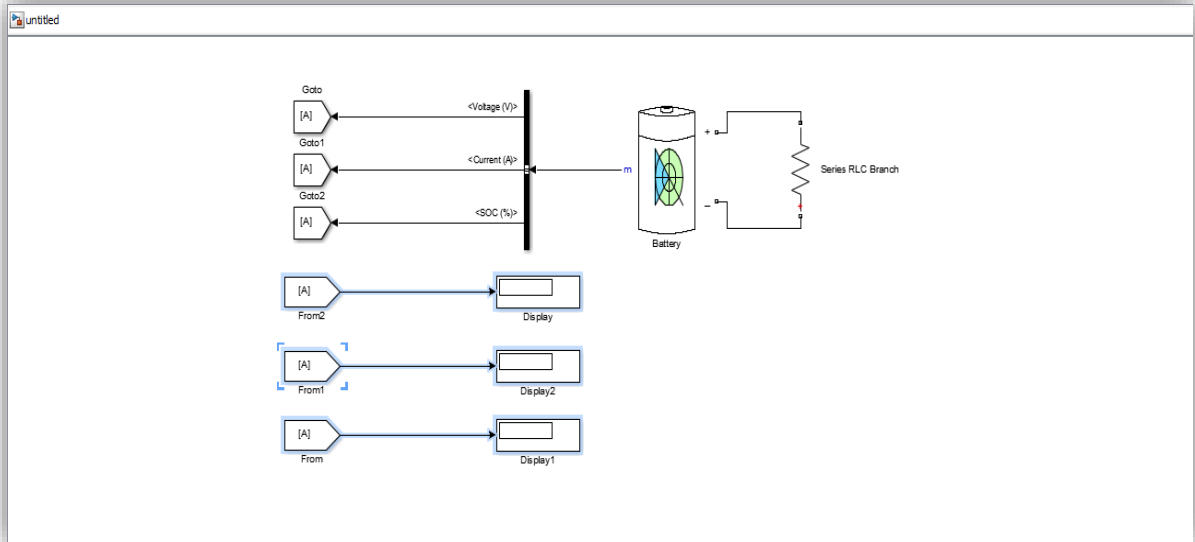 untitled
Goto
[A]
<Voltage (V)>
Goto1
[A]
<Current (A)>
m
Goto2
[A]
<SOC (%)>
+
–
Battery
+
Series RLC Branch
[A]
From2
Display
[A]
From1
Display2
[A]
From
Display1